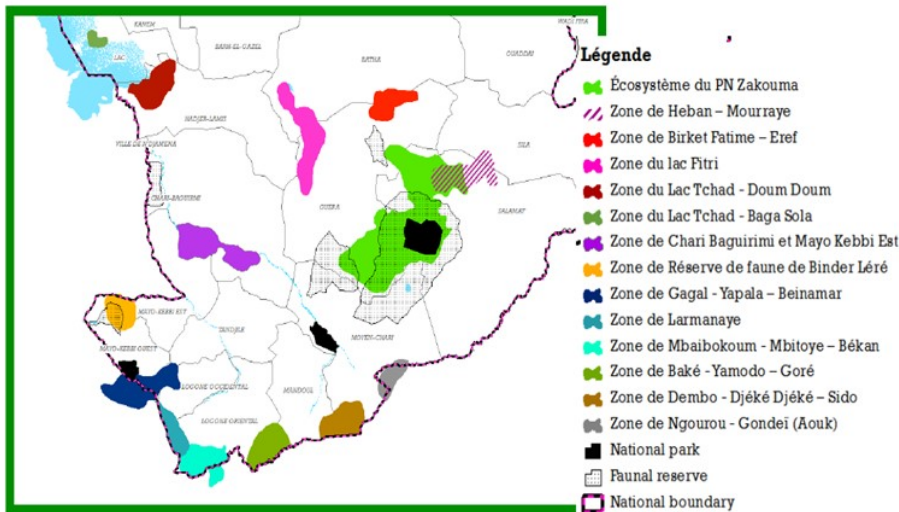 KANEM
BAHR-EL-GAZEL
BATHA
OUADDAI
WADI FIRA
LAC
HADJER-LAMIS
VILLE DE N'DJAMENA
SILA
CHARI-BAGUIRMI
GUERA
SALAMAT
MAYO-KEBBI EST
TANDJILE
MOYEN-CHARI
MAYO-KEBBI OUEST
LOGONE OCCIDENTAL
MANDOUL
LOGONE ORIENTAL
Légende
Écosystème du PN Zakouma
Zone de Heban – Mourraye
Zone de Birket Fatime – Eref
Zone du lac Fitri
Zone du Lac Tchad - Doum Doum
Zone du Lac Tchad - Baga Sola
Zone de Chari Baguirimi et Mayo Kebbi Est
Zone de Réserve de faune de Binder Léré
Zone de Gagal - Yapala – Beinamar
Zone de Larmanaye
Zone de Mbaibokoum - Mbitoye – Békan
Zone de Baké - Yamodo – Goré
Zone de Dembo - Djéké Djéké – Sido
Zone de Ngourou - Gondeï (Aouk)
National park
Faunal reserve
National boundary